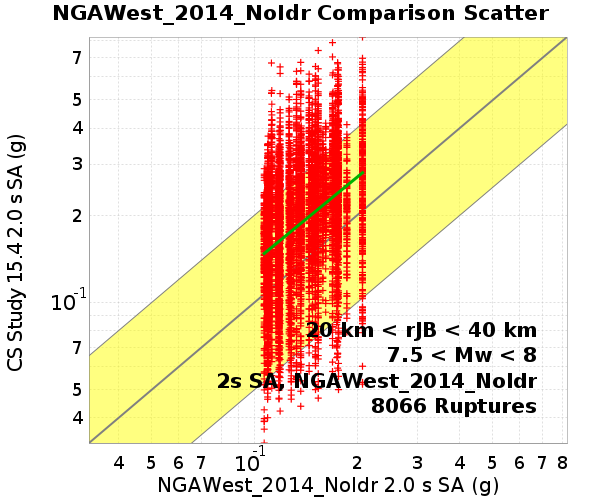 NGAWest_2014_NoIdr Comparison Scatter
CS Study 15.4 2.0 s SA (g)
7
5
4
3
2
10-1
7
5
4
20 km < rJB < 40 km
7.5 < Mw < 8
2s SA, NGAWest_2014_NoIdr
8066 Ruptures
4 5 6 7 10-1 2 3 4 5 6 7 8
NGAWest_2014_NoIdr 2.0 s SA (g)